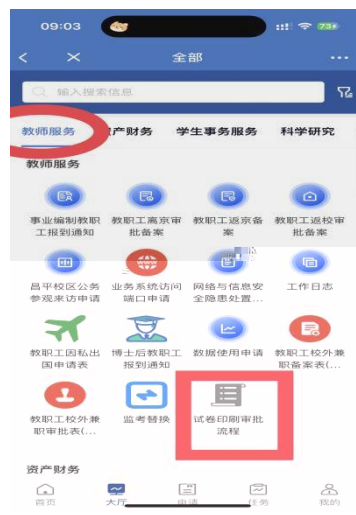 09:03
73
全部
输入搜索信息
教师服务 产财务 学生事务服务 科学研究
教师服务
事业编制教职 教职工离京审 教职工返京备 教职工返校审
工报到通知 批备案 案 批备案
昌平校区公务 业务系统访问 网络与信息安 工作日志
参观来访申请 端口申请 全隐患处置...
教职工因私出 博士后教职工 数据使用申请 教职工校外兼
国申请表 报到通知 职备案表(...
教职工校外兼 监考替换 试卷印刷审批
职审批表(... 流程
资产财务
首页 大厅 申请 任务 我的